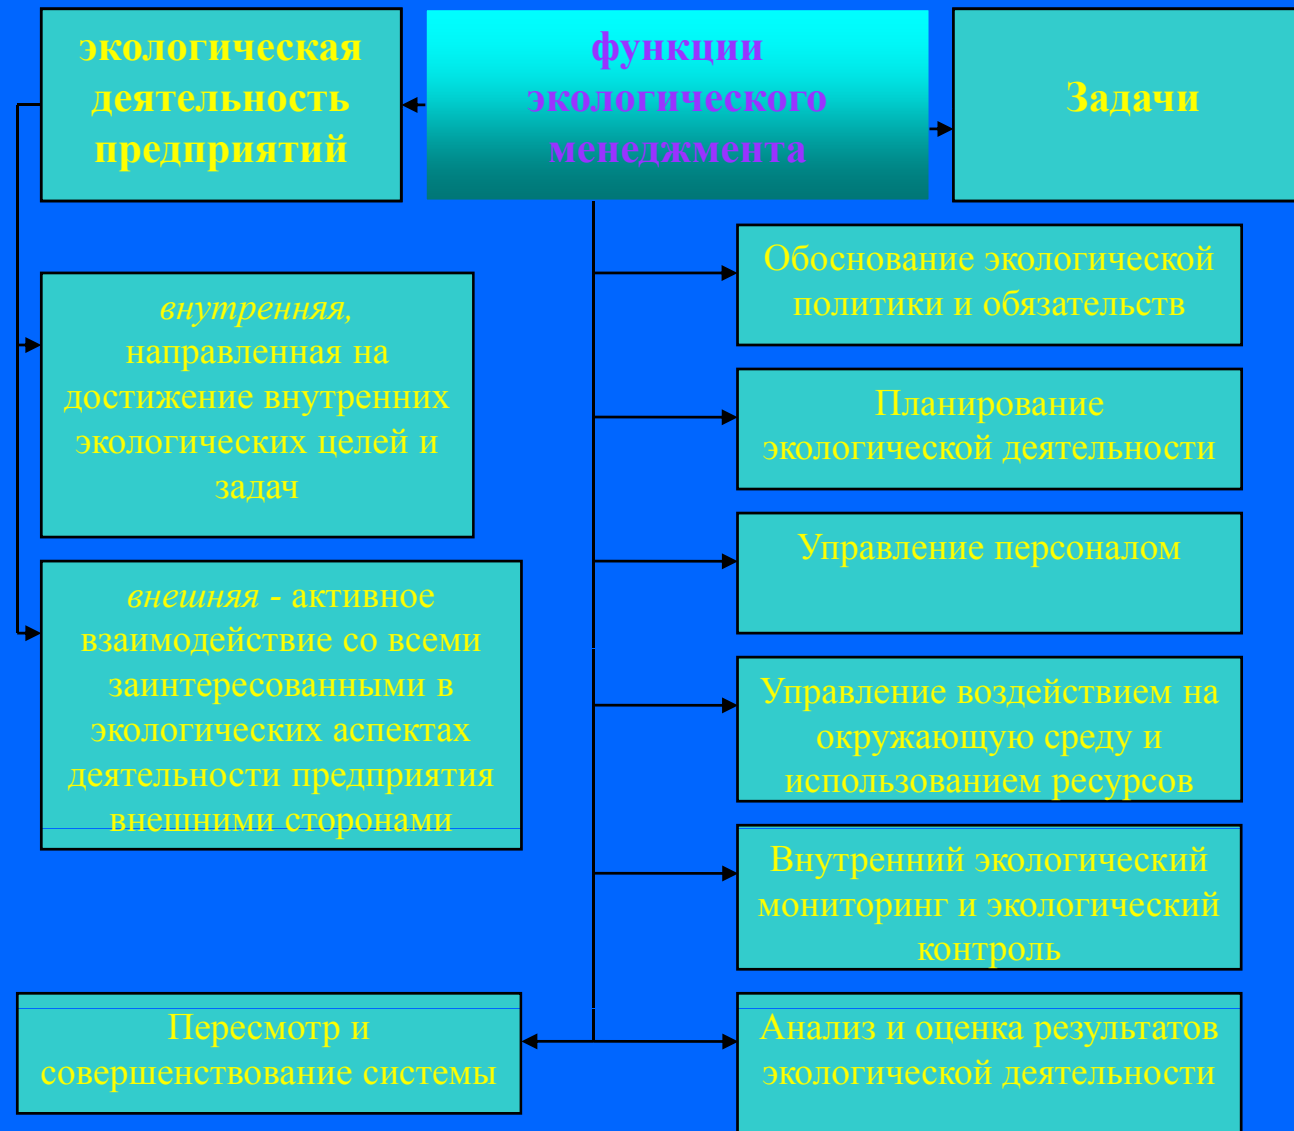 экологическая
деятельность
предприятий
функции
экологического
менеджмента
Задачи
внутренняя,
направленная на
достижение внутренних
экологических целей и
задач
внешняя - активное
взаимодействие со всеми
заинтересованными в
экологических аспектах
деятельности предприятия
внешними сторонами
Обоснование экологической
политики и обязательств
Планирование
экологической деятельности
Управление персоналом
Управление воздействием на
окружающую среду и
использованием ресурсов
Внутренний экологический
мониторинг и экологический
контроль
Анализ и оценка результатов
экологической деятельности
Пересмотр и
совершенствование системы